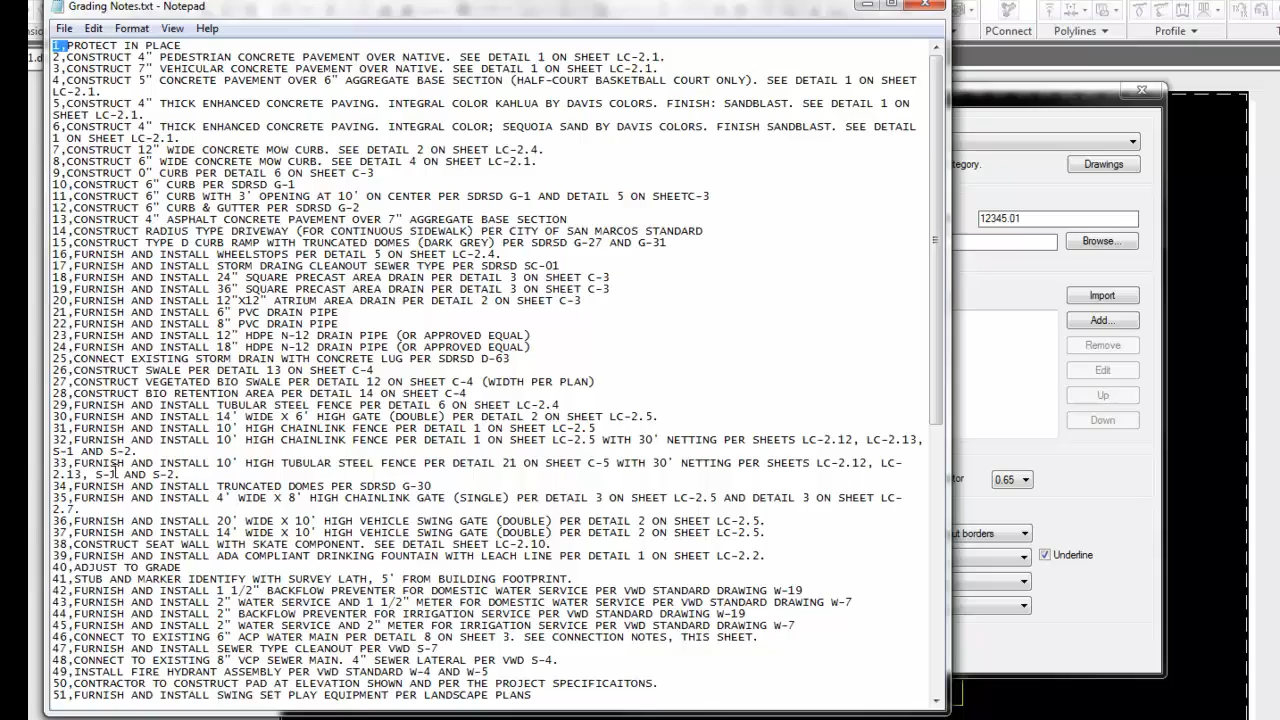 Grading Notes.txt - Notepad
File Edit Format View Help
1,PROTECT IN PLACE
2,CONSTRUCT 4" PEDESTRIAN CONCRETE PAVEMENT OVER NATIVE. SEE DETAIL 1 ON SHEET LC-2.1.
3,CONSTRUCT 7" VEHICULAR CONCRETE PAVEMENT OVER NATIVE. SEE DETAIL 1 ON SHEET LC-2.1.
4,CONSTRUCT 5" CONCRETE PAVEMENT OVER 6" AGGREGATE BASE SECTION (HALF-COURT BASKETBALL COURT ONLY). SEE DETAIL 1 ON SHEET
LC-2.1.
5,CONSTRUCT 4" THICK ENHANCED CONCRETE PAVING. INTEGRAL COLOR KAHLUA BY DAVIS COLORS. FINISH: SANDBLAST. SEE DETAIL 1 ON
SHEET LC-2.1.
6,CONSTRUCT 4" THICK ENHANCED CONCRETE PAVING. INTEGRAL COLOR; SEQUOIA SAND BY DAVIS COLORS. FINISH SANDBLAST. SEE DETAIL
1 ON SHEET LC-2.1.
7,CONSTRUCT 12" WIDE CONCRETE MOW CURB. SEE DETAIL 2 ON SHEET LC-2.4.
8,CONSTRUCT 6" WIDE CONCRETE MOW CURB. SEE DETAIL 4 ON SHEET LC-2.1.
9,CONSTRUCT 0" CURB PER DETAIL 6 ON SHEET C-3
10,CONSTRUCT 6" CURB PER SDRSD G-1
11,CONSTRUCT 6" CURB WITH 3' OPENING AT 10' ON CENTER PER SDRSD G-1 AND DETAIL 5 ON SHEETC-3
12,CONSTRUCT 6" CURB & GUTTER PER SDRSD G-2
13,CONSTRUCT 4" ASPHALT CONCRETE PAVEMENT OVER 7" AGGREGATE BASE SECTION
14,CONSTRUCT RADIUS TYPE DRIVEWAY (FOR CONTINUOUS SIDEWALK) PER CITY OF SAN MARCOS STANDARD
15,CONSTRUCT TYPE D CURB RAMP WITH TRUNCATED DOMES (DARK GREY) PER SDRSD G-27 AND G-31
16,FURNISH AND INSTALL WHEELSTOPS PER DETAIL 5 ON SHEET LC-2.4.
17,FURNISH AND INSTALL STORM DRAING CLEANOUT SEWER TYPE PER SDRSD SC-01
18,FURNISH AND INSTALL 24" SQUARE PRECAST AREA DRAIN PER DETAIL 3 ON SHEET C-3
19,FURNISH AND INSTALL 36" SQUARE PRECAST AREA DRAIN PER DETAIL 3 ON SHEET C-3
20,FURNISH AND INSTALL 12"X12" ATRIUM AREA DRAIN PER DETAIL 2 ON SHEET C-3
21,FURNISH AND INSTALL 6" PVC DRAIN PIPE
22,FURNISH AND INSTALL 8" PVC DRAIN PIPE
23,FURNISH AND INSTALL 12" HDPE N-12 DRAIN PIPE (OR APPROVED EQUAL)
24,FURNISH AND INSTALL 18" HDPE N-12 DRAIN PIPE (OR APPROVED EQUAL)
25,CONNECT EXISTING STORM DRAIN WITH CONCRETE LUG PER SDRSD D-63
26,CONSTRUCT SWALE PER DETAIL 13 ON SHEET C-4
27,CONSTRUCT VEGETATED BIO SWALE PER DETAIL 12 ON SHEET C-4 (WIDTH PER PLAN)
28,CONSTRUCT BIO RETENTION AREA PER DETAIL 14 ON SHEET C-4
29,FURNISH AND INSTALL TUBULAR STEEL FENCE PER DETAIL 6 ON SHEET LC-2.4
30,FURNISH AND INSTALL 14' WIDE X 6' HIGH GATE (DOUBLE) PER DETAIL 2 ON SHEET LC-2.5.
31,FURNISH AND INSTALL 10' HIGH CHAINLINK FENCE PER DETAIL 1 ON SHEET LC-2.5
32,FURNISH AND INSTALL 10' HIGH CHAINLINK FENCE PER DETAIL 1 ON SHEET LC-2.5 WITH 30' NETTING PER SHEETS LC-2.12, LC-2.13,
S-1 AND S-2.
33,FURNISH AND INSTALL 10' HIGH TUBULAR STEEL FENCE PER DETAIL 21 ON SHEET C-5 WITH 30' NETTING PER SHEETS LC-2.12, LC-
2.13, S-1 AND S-2.
34,FURNISH AND INSTALL TRUNCATED DOMES PER SDRSD G-30
35,FURNISH AND INSTALL 4' WIDE X 8' HIGH CHAINLINK GATE (SINGLE) PER DETAIL 3 ON SHEET LC-2.5 AND DETAIL 3 ON SHEET LC-
2.7.
36,FURNISH AND INSTALL 20' WIDE X 10' HIGH VEHICLE SWING GATE (DOUBLE) PER DETAIL 2 ON SHEET LC-2.5.
37,FURNISH AND INSTALL 14' WIDE X 10' HIGH VEHICLE SWING GATE (DOUBLE) PER DETAIL 2 ON SHEET LC-2.5.
38,CONSTRUCT SEAT WALL WITH SKATE COMPONENT. SEE DETAIL SHEET LC-2.10.
39,FURNISH AND INSTALL ADA COMPLIANT DRINKING FOUNTAIN WITH LEACH LINE PER DETAIL 1 ON SHEET LC-2.2.
40,ADJUST TO GRADE
41,STUB AND MARKER IDENTIFY WITH SURVEY LATH, 5' FROM BUILDING FOOTPRINT.
42,FURNISH AND INSTALL 1 1/2" BACKFLOW PREVENTER FOR DOMESTIC WATER SERVICE PER VWD STANDARD DRAWING W-19
43,FURNISH AND INSTALL 2" WATER SERVICE AND 1 1/2" METER FOR DOMESTIC WATER SERVICE PER VWD STANDARD DRAWING W-7
44,FURNISH AND INSTALL 2" BACKFLOW PREVENTER FOR IRRIGATION SERVICE PER VWD STANDARD DRAWING W-19
45,FURNISH AND INSTALL 2" WATER SERVICE AND 2" METER FOR IRRIGATION SERVICE PER VWD STANDARD DRAWING W-7
46,CONNECT TO EXISTING 6" ACP WATER MAIN PER DETAIL 8 ON SHEET 3. SEE CONNECTION NOTES, THIS SHEET.
47,FURNISH AND INSTALL SEWER TYPE CLEANOUT PER VWD S-7
48,CONNECT TO EXISTING 8" VCP SEWER MAIN. 4" SEWER LATERAL PER VWD S-4.
49,INSTALL FIRE HYDRANT ASSEMBLY PER VWD STANDARD W-4 AND W-5
50,CONTRACTOR TO CONSTRUCT PAD AT ELEVATION SHOWN AND PER THE PROJECT SPECIFICAITONS.
51,FURNISH AND INSTALL SWING SET PLAY EQUIPMENT PER LANDSCAPE PLANS
PConnect Polylines Profile
Drawings
12345.01
Browse...
Import
Add...
Remove
Edit
Up
Down
0.65
Underline